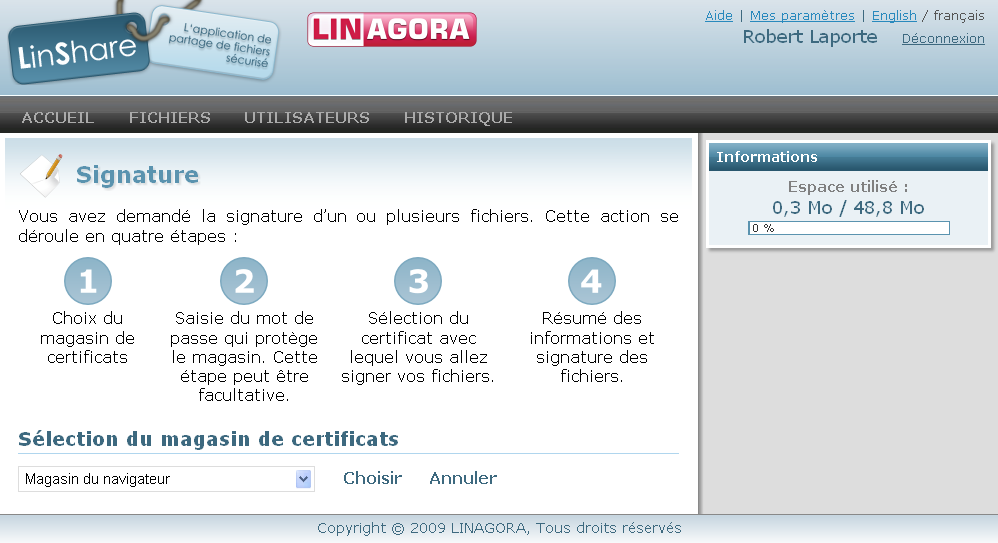 LinShare
L'application de
partage de fichiers
sécurisé
LINAGORA
Aide | Mes paramètres | English / français
Robert Laporte Déconnexion
ACCUEIL FICHIERS UTILISATEURS HISTORIQUE
Signature
Vous avez demandé la signature d'un ou plusieurs fichiers. Cette action se
déroule en quatre étapes :
1
Choix du
magasin de
certificats
2
Saisie du mot de
passe qui protège
le magasin. Cette
étape peut être
facultative.
3
Sélection du
certificat avec
lequel vous allez
signer vos fichiers.
4
Résumé des
informations et
signature des
fichiers.
Sélection du magasin de certificats
Magasin du navigateur Choisir Annuler
Informations
Espace utilisé :
0,3 Mo / 48,8 Mo
0 %
Copyright © 2009 LINAGORA, Tous droits réservés